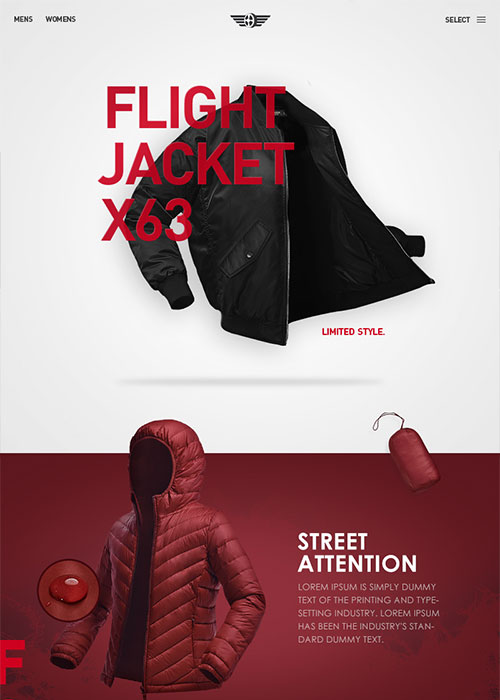 MENS WOMENS SELECT
FLIGHT
JACKET
X63
LIMITED STYLE.
STREET
ATTENTION
LOREM IPSUM IS SIMPLY DUMMY
TEXT OF THE PRINTING AND TYPE-
SETTING INDUSTRY. LOREM IPSUM
HAS BEEN THE INDUSTRY'S STAN-
DARD DUMMY TEXT.
F